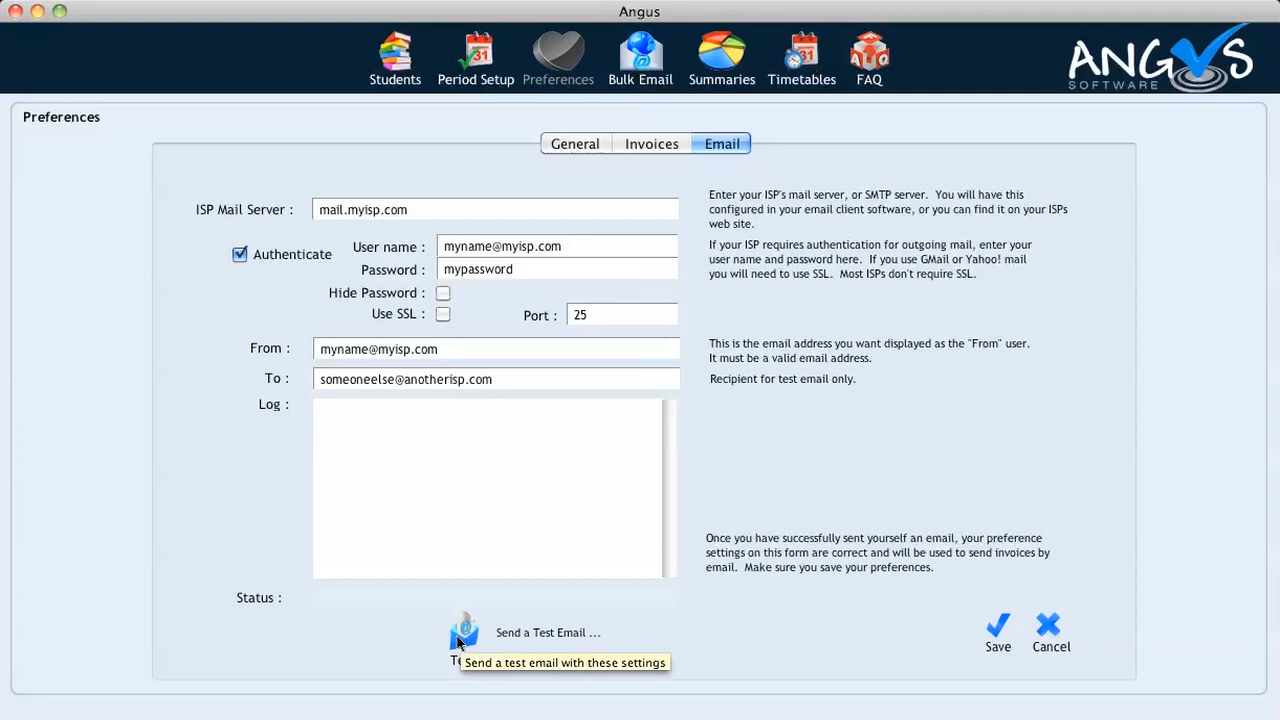 Angus
Students
Period Setup
Preferences
Bulk Email
Summaries
Timetables
FAQ
ANGUS
SOFTWARE
Preferences
General
Invoices
Email
ISP Mail Server :
mail.myisp.com
Enter your ISP's mail server, or SMTP server. You will have this
configured in your email client software, or you can find it on your ISPs
web site.
Authenticate
User name :
myname@myisp.com
Password :
mypassword
If your ISP requires authentication for outgoing mail, enter your
user name and password here. If you use GMail or Yahoo! mail
you will need to use SSL. Most ISPs don't require SSL.
Hide Password :
Use SSL :
Port :
25
From :
myname@myisp.com
This is the email address you want displayed as the "From" user.
It must be a valid email address.
To :
someoneelse@anotherisp.com
Recipient for test email only.
Log :
Once you have successfully sent yourself an email, your preference
settings on this form are correct and will be used to send invoices by
email. Make sure you save your preferences.
Status :
Send a Test Email ...
Send a test email with these settings
Save
Cancel